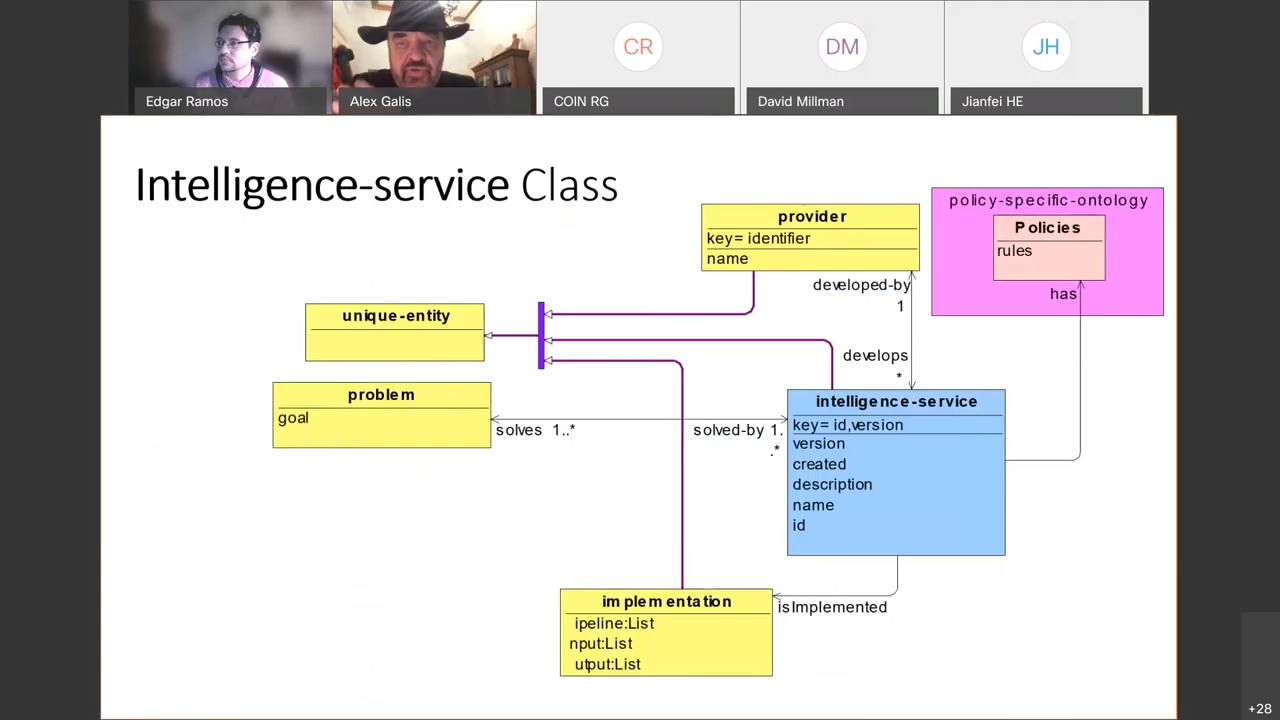 CR
DM
JH
Edgar Ramos
Alex Galis
COIN RG
David Millman
Jianfei HE
Intelligence-service Class
provider
key= identifier
name
policy-specific-ontology
Policies
rules
has
developed-by
1
develops
*
unique-entity
problem
goal
solves 1..*
solved-by 1.
.*
intelligence-service
key= id,version
version
created
description
name
id
isImplemented
implementation
ipeline:List
nput:List
utput:List
+28